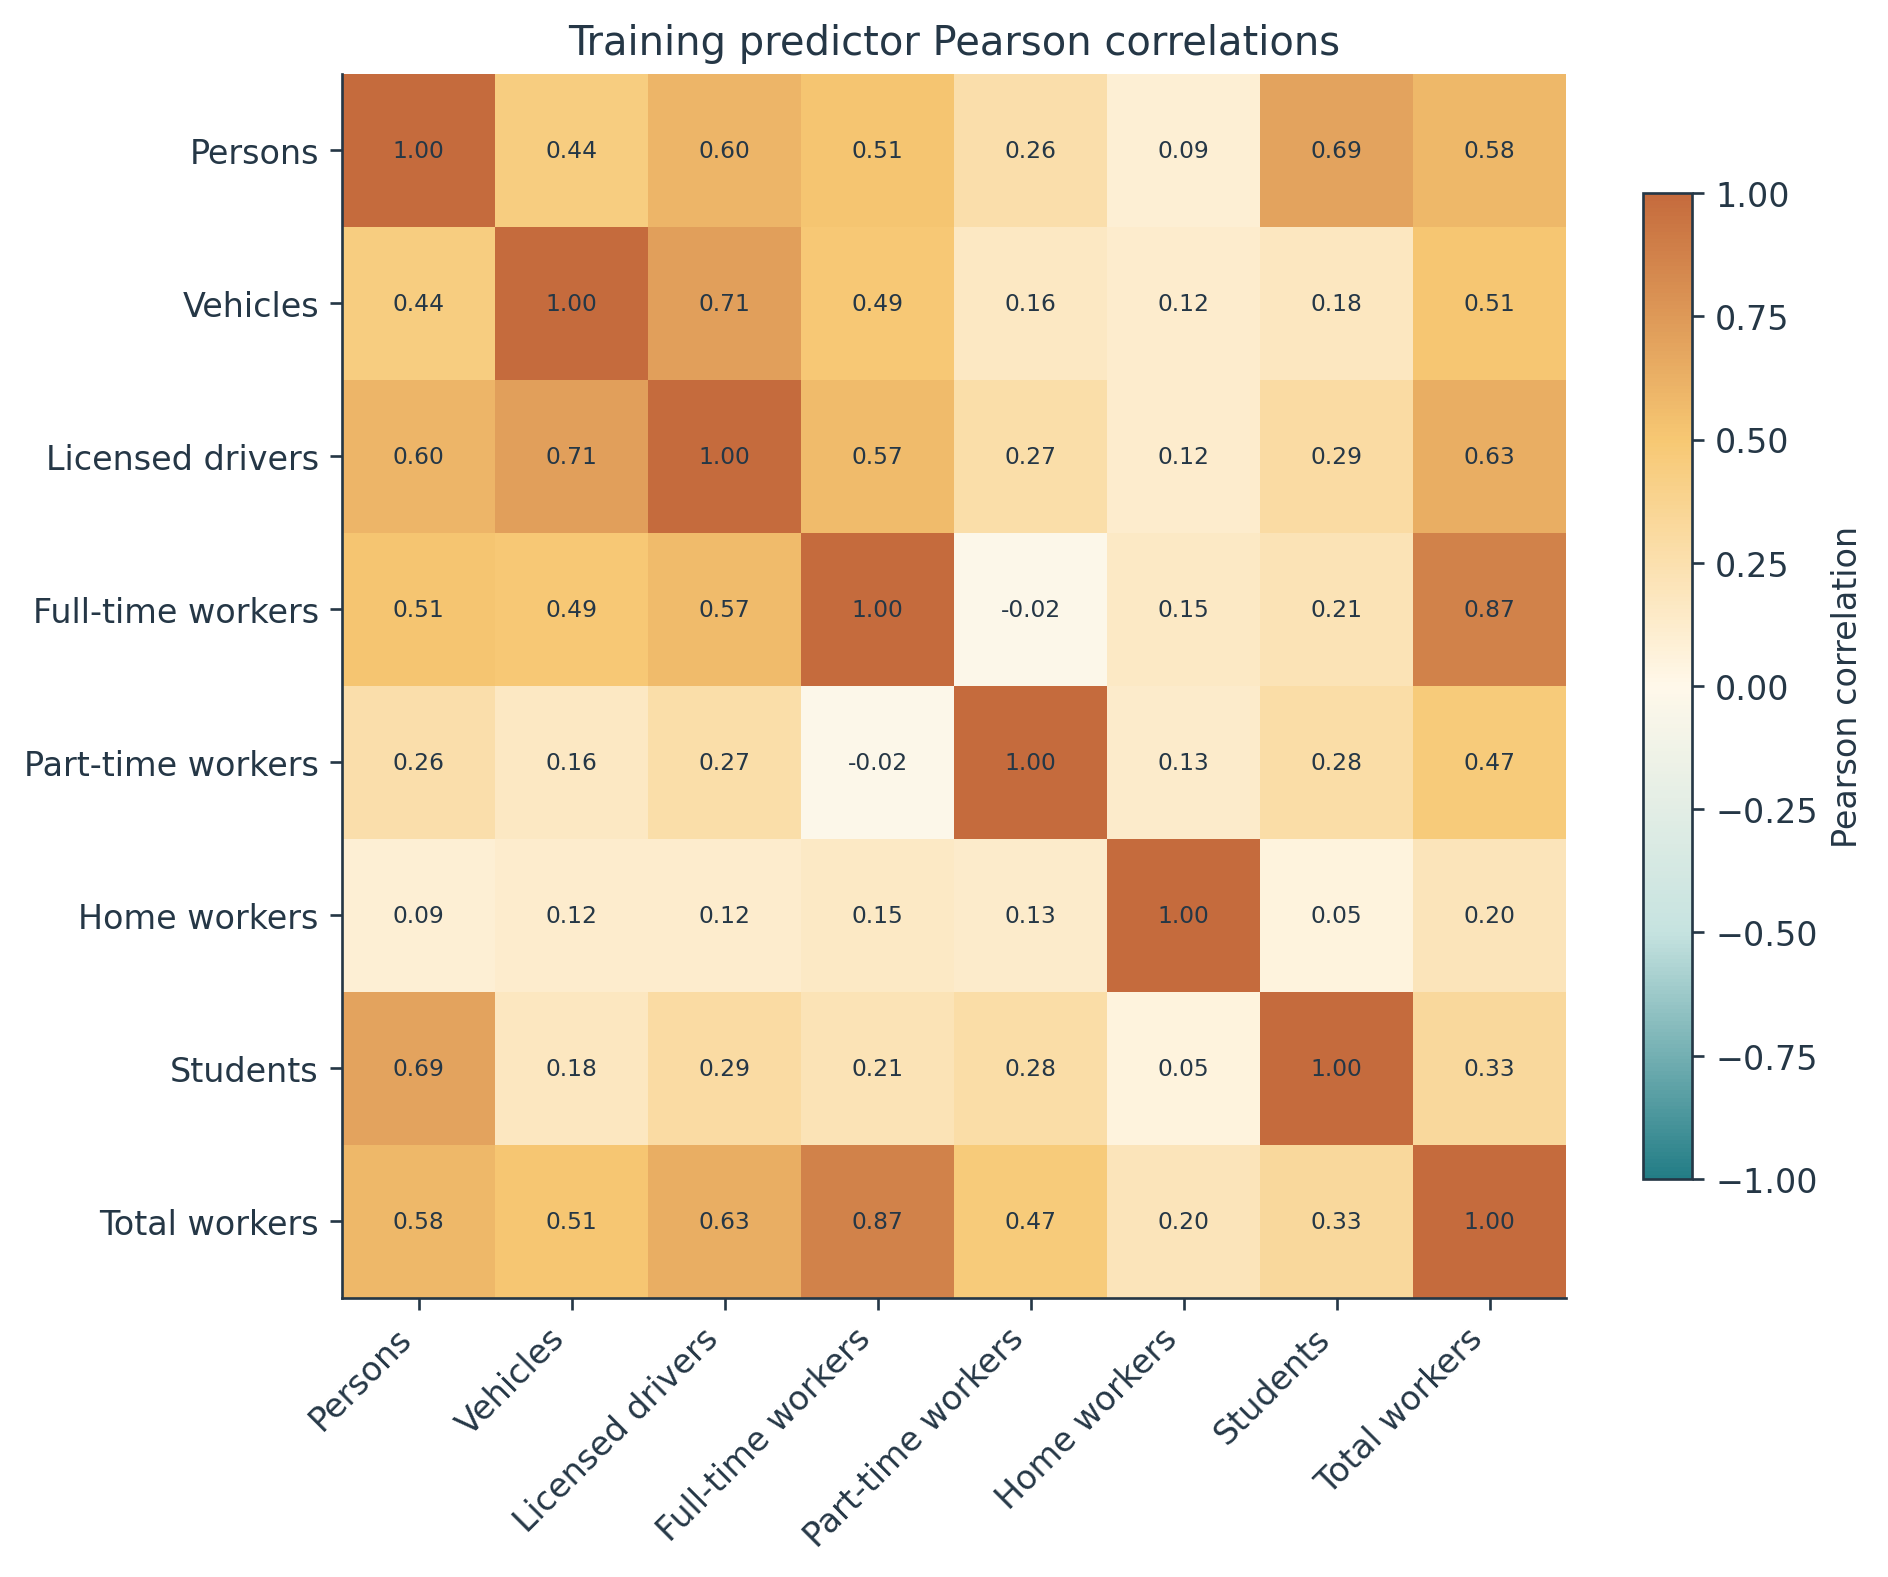 Training predictor Pearson correlations
Persons 1.00 0.44 0.60 0.51 0.26 0.09 0.69 0.58
Vehicles 0.44 1.00 0.71 0.49 0.16 0.12 0.18 0.51
Licensed drivers 0.60 0.71 1.00 0.57 0.27 0.12 0.29 0.63
Full-time workers 0.51 0.49 0.57 1.00 -0.02 0.15 0.21 0.87
Part-time workers 0.26 0.16 0.27 -0.02 1.00 0.13 0.28 0.47
Home workers 0.09 0.12 0.12 0.15 0.13 1.00 0.05 0.20
Students 0.69 0.18 0.29 0.21 0.28 0.05 1.00 0.33
Total workers 0.58 0.51 0.63 0.87 0.47 0.20 0.33 1.00
Persons
Vehicles
Licensed drivers
Full-time workers
Part-time workers
Home workers
Students
Total workers
1.00
0.75
0.50
0.25
0.00
−0.25
−0.50
−0.75
−1.00
Pearson correlation